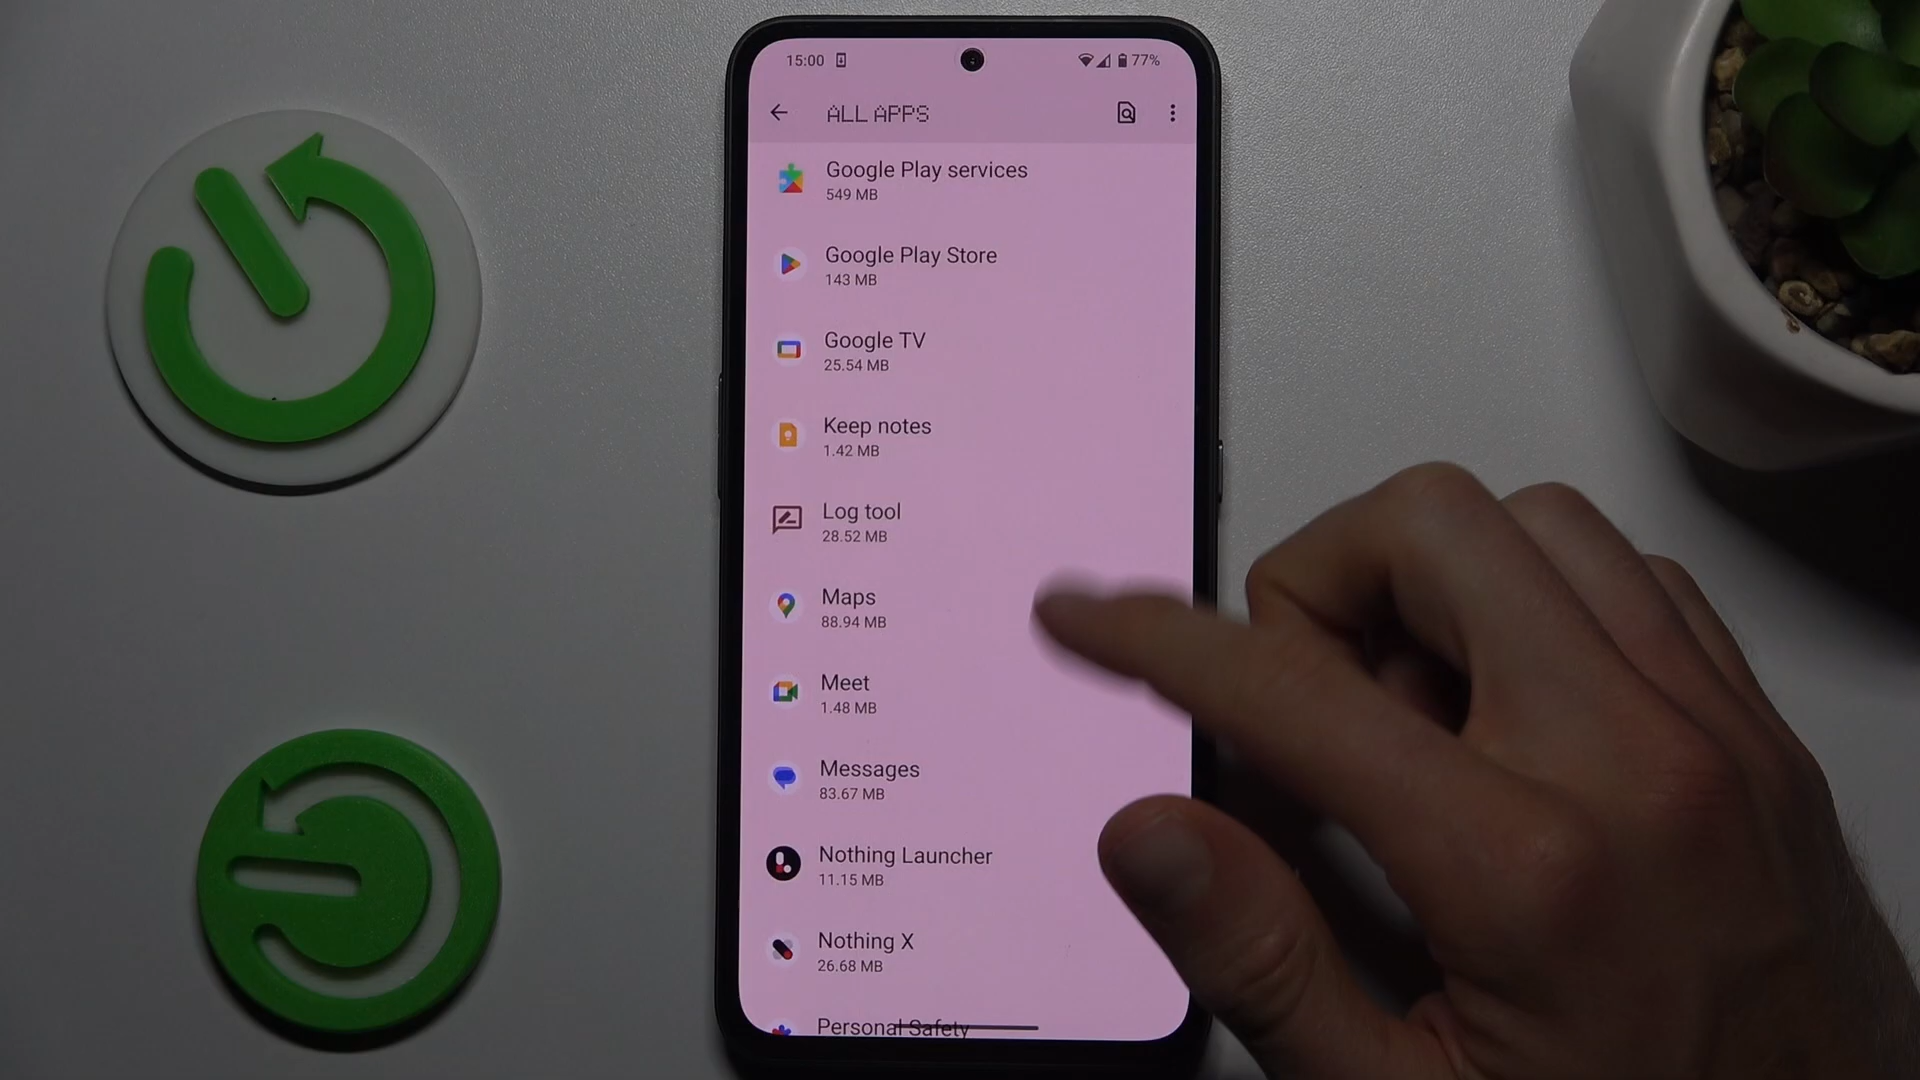 15:00
77%
ALL APPS
Google Play services
549 MB
Google Play Store
143 MB
Google TV
25.54 MB
Keep notes
1.42 MB
Log tool
28.52 MB
Maps
88.94 MB
Meet
1.48 MB
Messages
83.67 MB
Nothing Launcher
11.15 MB
Nothing X
26.68 MB
Personal Safety